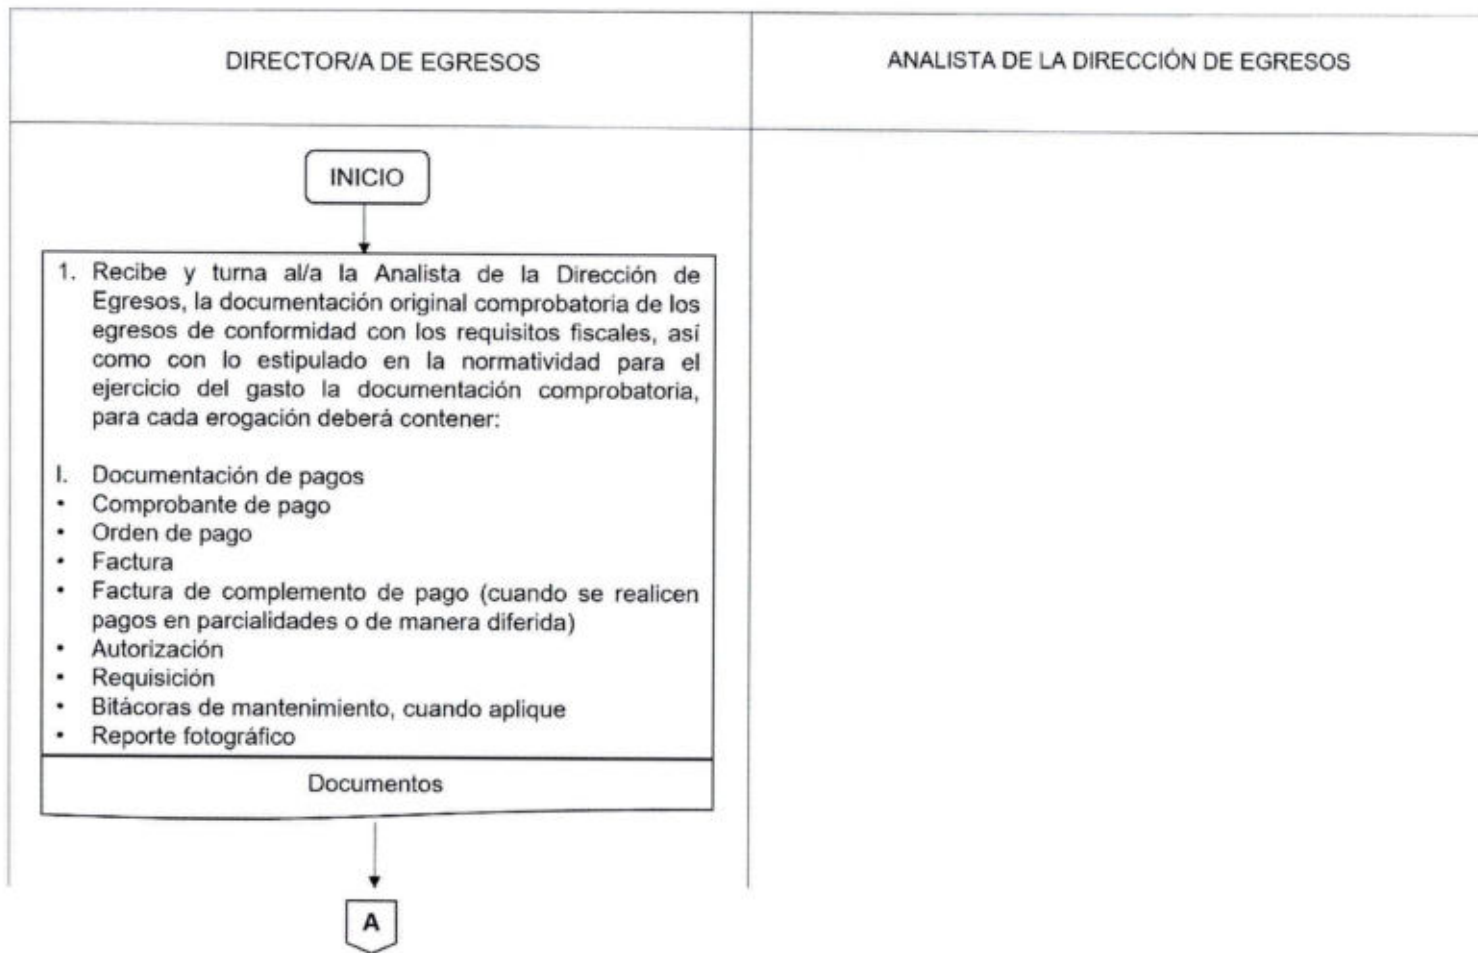 DIRECTOR/A DE EGRESOS
ANALISTA DE LA DIRECCIÓN DE EGRESOS
INICIO
1. Recibe y turna al/a la Analista de la Dirección de
Egresos, la documentación original comprobatoria de los
egresos de conformidad con los requisitos fiscales, así
como con lo estipulado en la normatividad para el
ejercicio del gasto la documentación comprobatoria,
para cada erogación deberá contener:
I. Documentación de pagos
• Comprobante de pago
• Orden de pago
• Factura
• Factura de complemento de pago (cuando se realicen
pagos en parcialidades o de manera diferida)
• Autorización
• Requisición
• Bitácoras de mantenimiento, cuando aplique
• Reporte fotográfico
Documentos
A